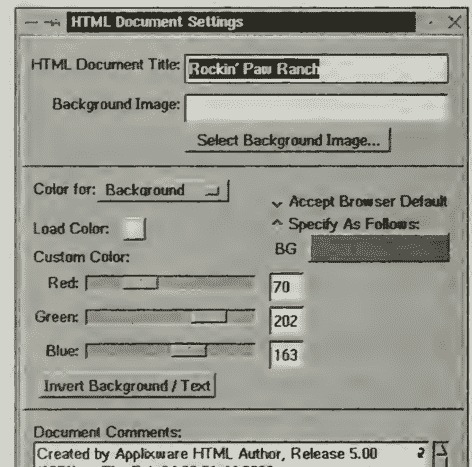 HTML Document Settings
HTML Document Title: Rockin' Paw Ranch
Background Image:
Select Background Image...
Color for: Background
Accept Browser Default
Load Color:
Specify As Follows:
BG
Custom Color:
Red: 70
Green: 202
Blue: 163
Invert Background / Text
Document Comments:
Created by Applixware HTML Author, Release 5.00